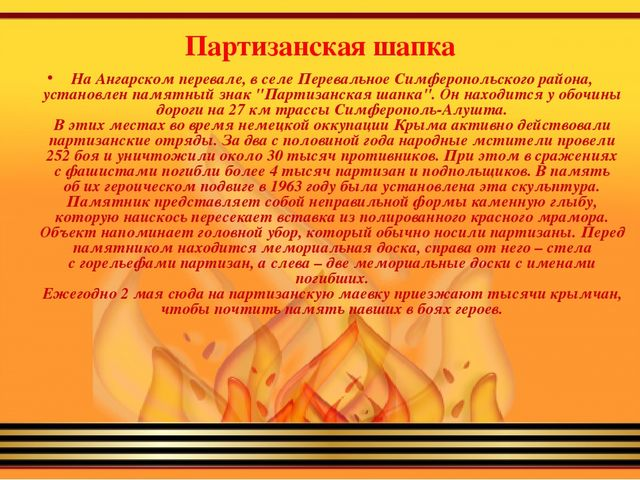 Партизанская шапка
• На Ангарском перевале, в селе Перевальное Симферопольского района,
установлен памятный знак "Партизанская шапка". Он находится у обочины
дороги на 27 км трассы Симферополь-Алушта.
В этих местах во время немецкой оккупации Крыма активно действовали
партизанские отряды. За два с половиной года народные мстители провели
252 боя и уничтожили около 30 тысяч противников. При этом в сражениях
с фашистами погибли более 4 тысяч партизан и подпольщиков. В память
об их героическом подвиге в 1963 году была установлена эта скульптура.
Памятник представляет собой неправильной формы каменную глыбу,
которую наискось пересекает вставка из полированного красного мрамора.
Объект напоминает головной убор, который обычно носили партизаны. Перед
памятником находится мемориальная доска, справа от него – стела
с горельефами партизан, а слева – две мемориальные доски с именами
погибших.
Ежегодно 2 мая сюда на партизанскую маевку приезжают тысячи крымчан,
чтобы почтить память павших в боях героев.